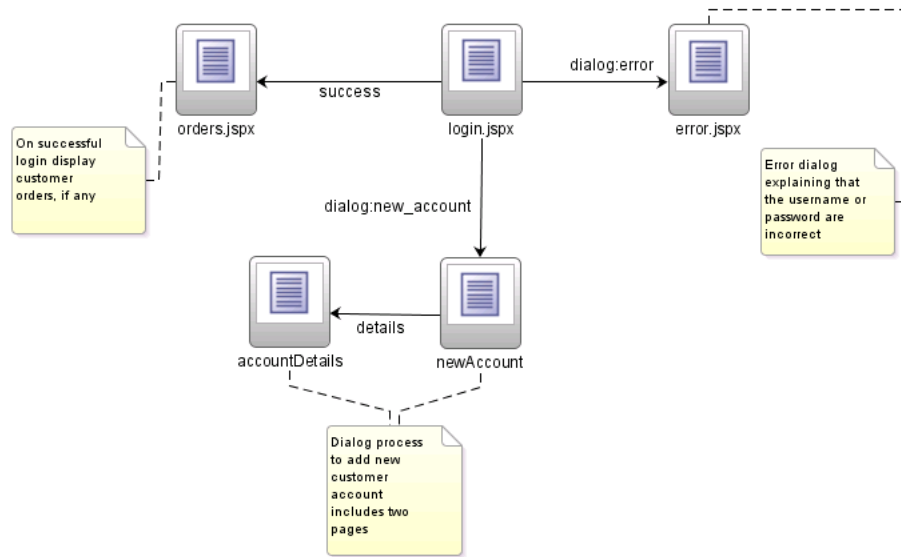 dialog:error
success
orders.jspx
login.jspx
error.jspx
On successful
login display
customer
orders, if any
Error dialog
explaining that
the username or
password are
incorrect
dialog:new_account
details
accountDetails
newAccount
Dialog process
to add new
customer
account
includes two
pages